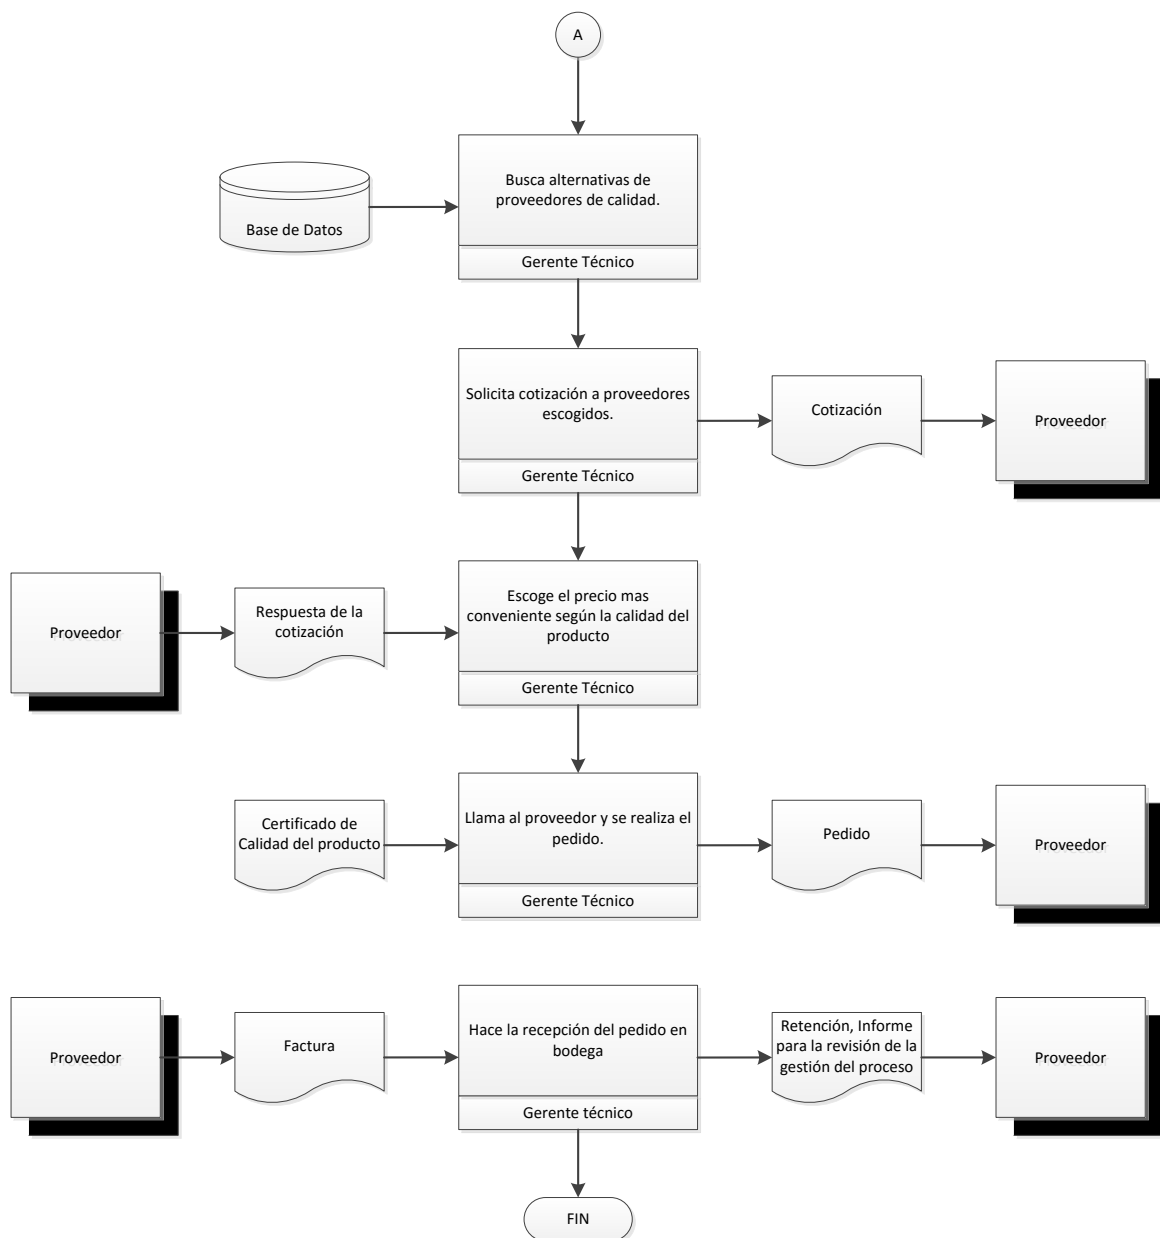 A
Busca alternativas de
proveedores de calidad.
Base de Datos
Gerente Técnico
Solicita cotización a proveedores
escogidos.
Cotización
Proveedor
Gerente Técnico
Proveedor
Respuesta de la
cotización
Escoge el precio mas
conveniente según la calidad del
producto
Gerente Técnico
Certificado de
Calidad del producto
Llama al proveedor y se realiza el
pedido.
Pedido
Proveedor
Gerente Técnico
Proveedor
Factura
Hace la recepción del pedido en
bodega
Retención, Informe
para la revisión de la
gestión del proceso
Proveedor
Gerente técnico
FIN